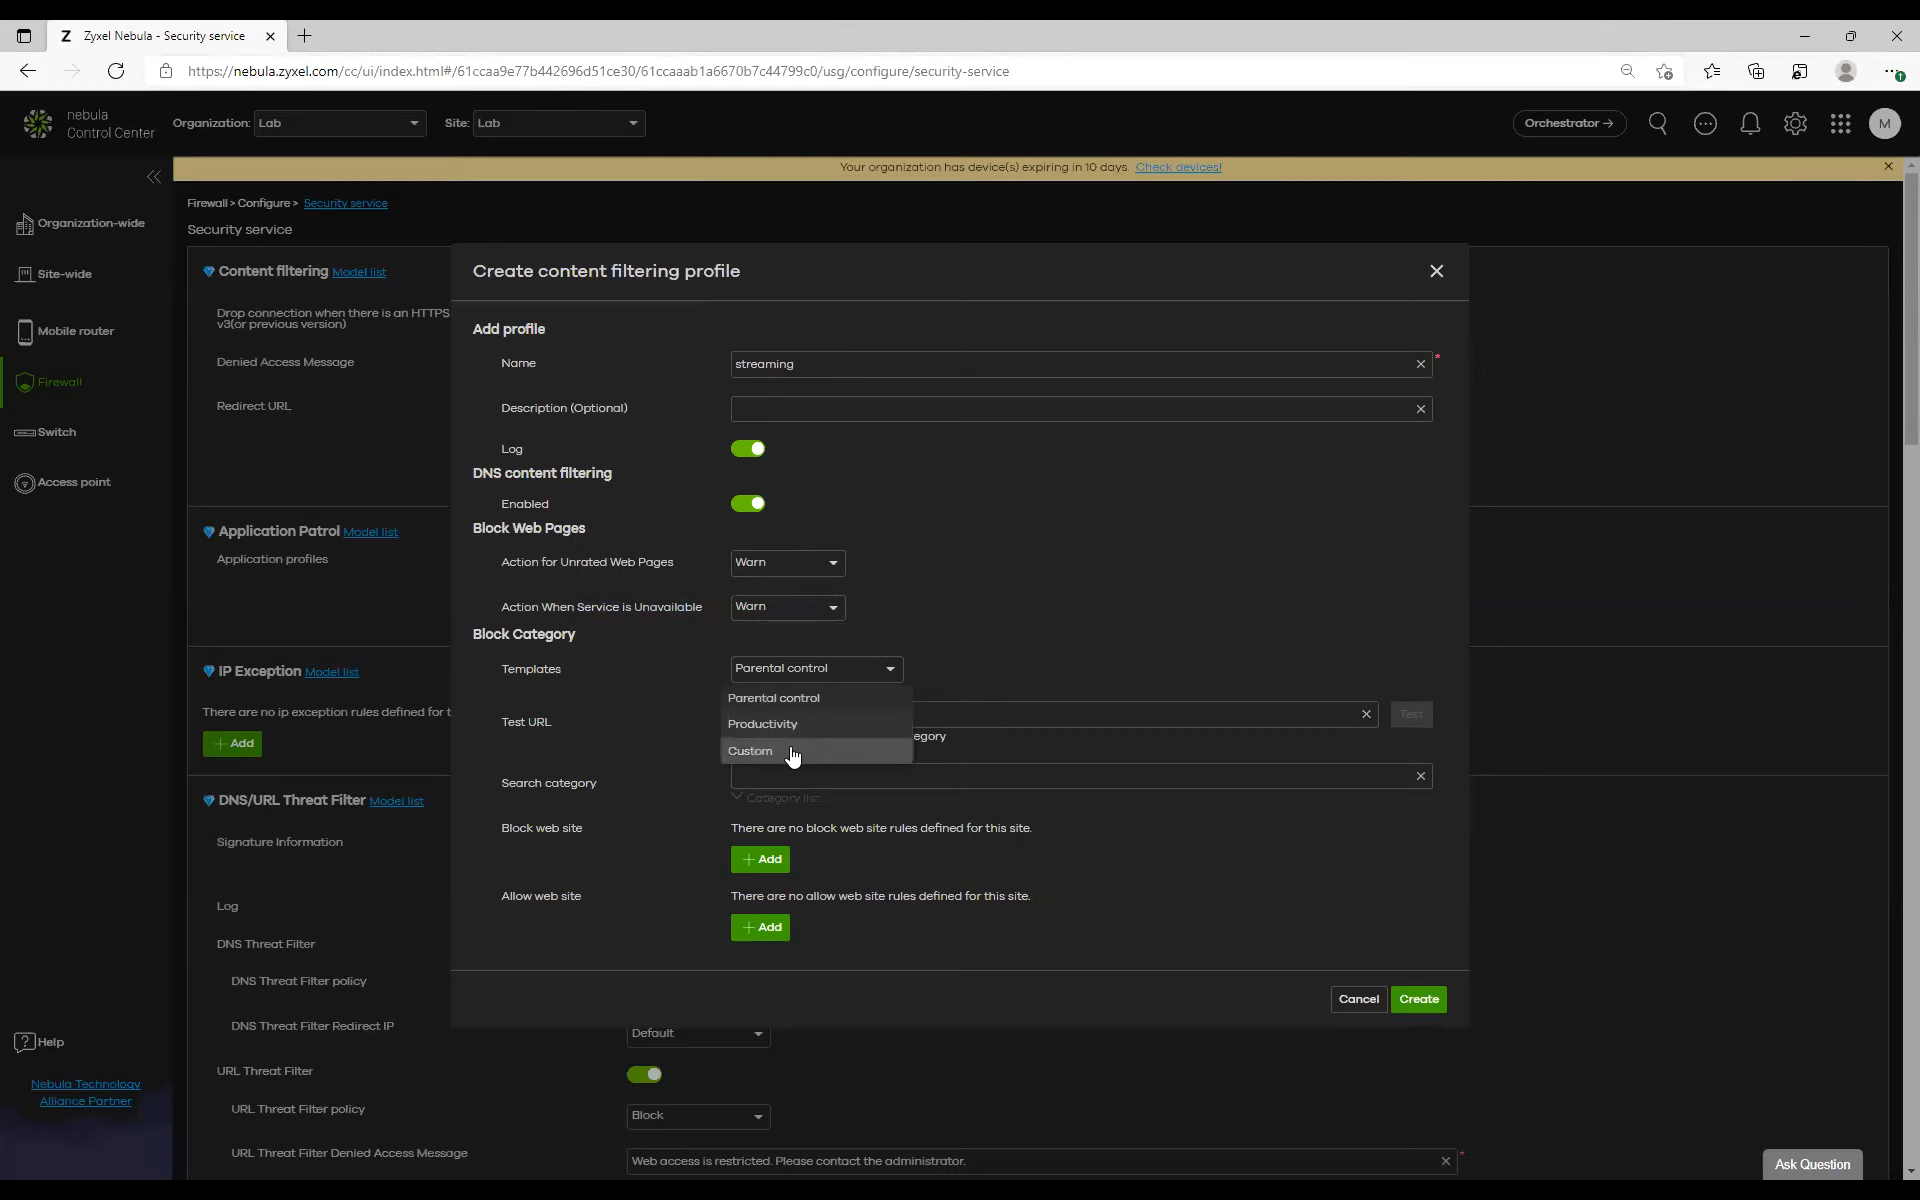 Zyxel Nebula - Security service
https://nebula.zyxel.com/cc/ui/index.html#/61ccaa9e77b442696d51ce30/61ccaaab1a6670b7c44799c0/usg/configure/security-service
nebula
Control Center
Organization: Lab
Site: Lab
Orchestrator →
M
Your organization has device(s) expiring in 10 days. Check devices!
Firewall > Configure > Security service
Security service
Organization-wide
Site-wide
Mobile router
Firewall
Switch
Access point
Help
Nebula Technology
Alliance Partner
Content filtering Model list
Drop connection when there is an HTTPS
v3(or previous version)
Denied Access Message
Redirect URL
Application Patrol Model list
Application profiles
IP Exception Model list
There are no ip exception rules defined for t
+ Add
DNS/URL Threat Filter Model list
Signature Information
Log
DNS Threat Filter
DNS Threat Filter policy
DNS Threat Filter Redirect IP
Default
URL Threat Filter
URL Threat Filter policy
Block
URL Threat Filter Denied Access Message
Web access is restricted. Please contact the administrator.
*
Create content filtering profile
Add profile
Name
streaming
*
Description (Optional)
Log
DNS content filtering
Enabled
Block Web Pages
Action for Unrated Web Pages
Warn
Action When Service is Unavailable
Warn
Block Category
Templates
Parental control
Parental control
Productivity
Custom
Test URL
Test
egory
Search category
Category list
Block web site
There are no block web site rules defined for this site.
+ Add
Allow web site
There are no allow web site rules defined for this site.
+ Add
Cancel
Create
Ask Question